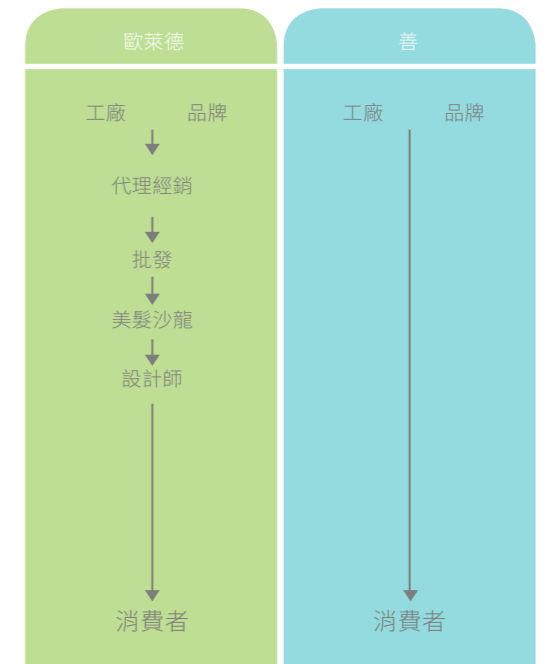 歐萊德
工廠 品牌
代理經銷
批發
美髮沙龍
設計師
消費者
善
工廠 品牌
消費者